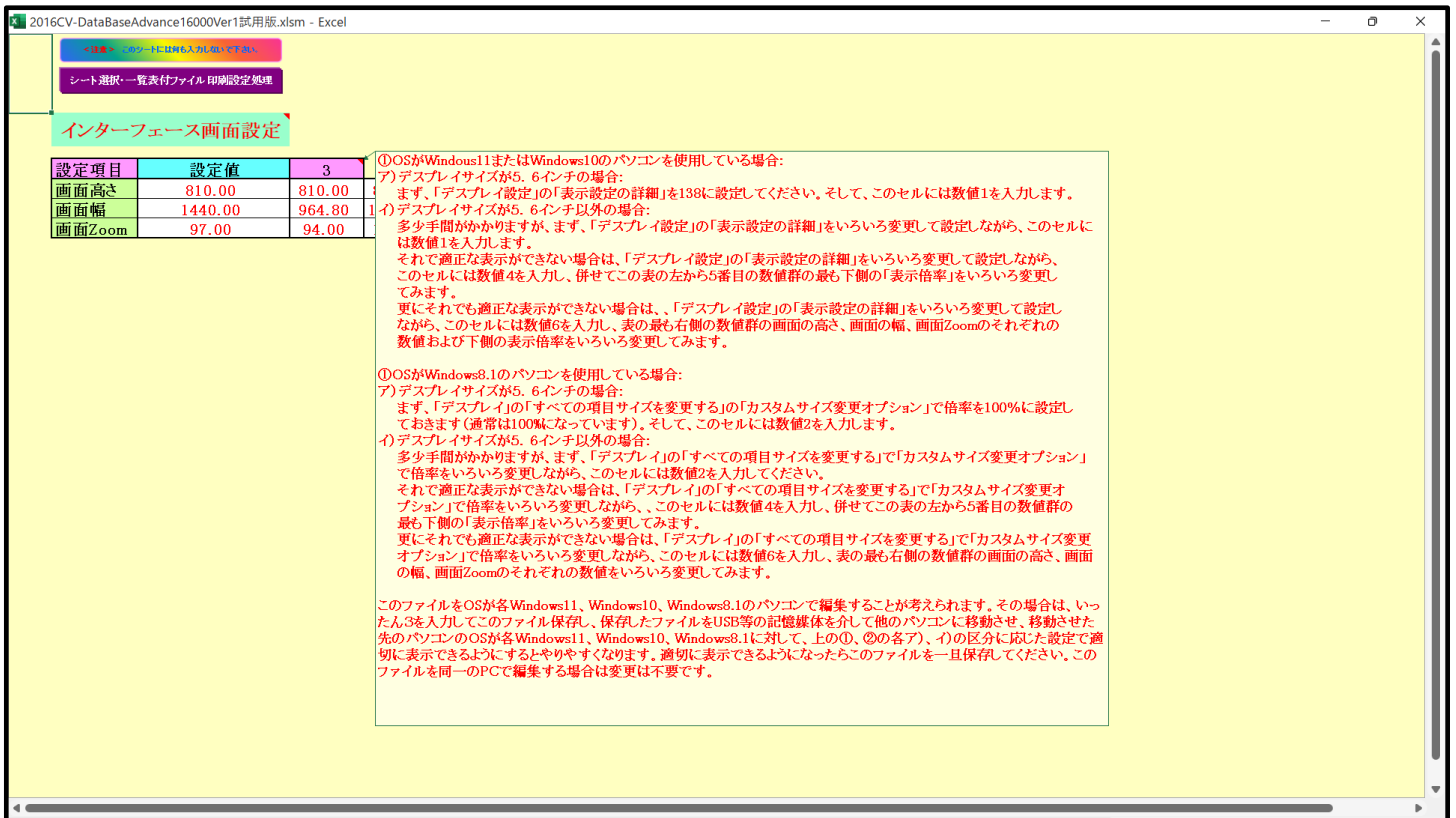 2016CV-DataBaseAdvance16000Ver1試用版.xlsm - Excel
＜注意＞ このシートには何も入力しないで下さい。
シート選択・一覧表付ファイル印刷設定処理
インターフェース画面設定
設定項目 設定値 3
画面高さ 810.00 810.00
画面幅 1440.00 964.80 1
画面Zoom 97.00 94.00
①OSがWindous11またはWindows10のパソコンを使用している場合:
ア)デスプレイサイズが5．6インチの場合:
まず、「デスプレイ設定」の「表示設定の詳細」を138に設定してください。そして、このセルには数値1を入力します。
イ)デスプレイサイズが5．6インチ以外の場合:
多少手間がかかりますが、まず、「デスプレイ設定」の「表示設定の詳細」をいろいろ変更して設定しながら、このセルに
は数値1を入力します。
それで適正な表示ができない場合は、「デスプレイ設定」の「表示設定の詳細」をいろいろ変更して設定しながら、
このセルには数値4を入力し、併せてこの表の左から5番目の数値群の最も下側の「表示倍率」をいろいろ変更し
てみます。
更にそれでも適正な表示ができない場合は、、「デスプレイ設定」の「表示設定の詳細」をいろいろ変更して設定し
ながら、このセルには数値6を入力し、表の最も右側の数値群の画面の高さ、画面の幅、画面Zoomのそれぞれの
数値および下側の表示倍率をいろいろ変更してみます。
①OSがWindows8.1のパソコンを使用している場合:
ア)デスプレイサイズが5．6インチの場合:
まず、「デスプレイ」の「すべての項目サイズを変更する」の「カスタムサイズ変更オプション」で倍率を100%に設定し
ておきます(通常は100%になっています)。そして、このセルには数値2を入力します。
イ)デスプレイサイズが5．6インチ以外の場合:
多少手間がかかりますが、まず、「デスプレイ」の「すべての項目サイズを変更する」で「カスタムサイズ変更オプション」
で倍率をいろいろ変更しながら、このセルには数値2を入力してください。
それで適正な表示ができない場合は、「デスプレイ」の「すべての項目サイズを変更する」で「カスタムサイズ変更オ
プション」で倍率をいろいろ変更しながら、、このセルには数値4を入力し、併せてこの表の左から5番目の数値群の
最も下側の「表示倍率」をいろいろ変更してみます。
更にそれでも適正な表示ができない場合は、「デスプレイ」の「すべての項目サイズを変更する」で「カスタムサイズ変更
オプション」で倍率をいろいろ変更しながら、このセルには数値6を入力し、表の最も右側の数値群の画面の高さ、画面
の幅、画面Zoomのそれぞれの数値をいろいろ変更してみます。
このファイルをOSが各Windows11、Windows10、Windows8.1のパソコンで編集することが考えられます。その場合は、いっ
たん3を入力してこのファイル保存し、保存したファイルをUSB等の記憶媒体を介して他のパソコンに移動させ、移動させた
先のパソコンのOSが各Windows11、Windows10、Windows8.1に対して、上の①、②の各ア)、イ)の区分に応じた設定で適
切に表示できるようにするとやりやすくなります。適切に表示できるようになったらこのファイルを一旦保存してください。この
ファイルを同一のPCで編集する場合は変更は不要です。